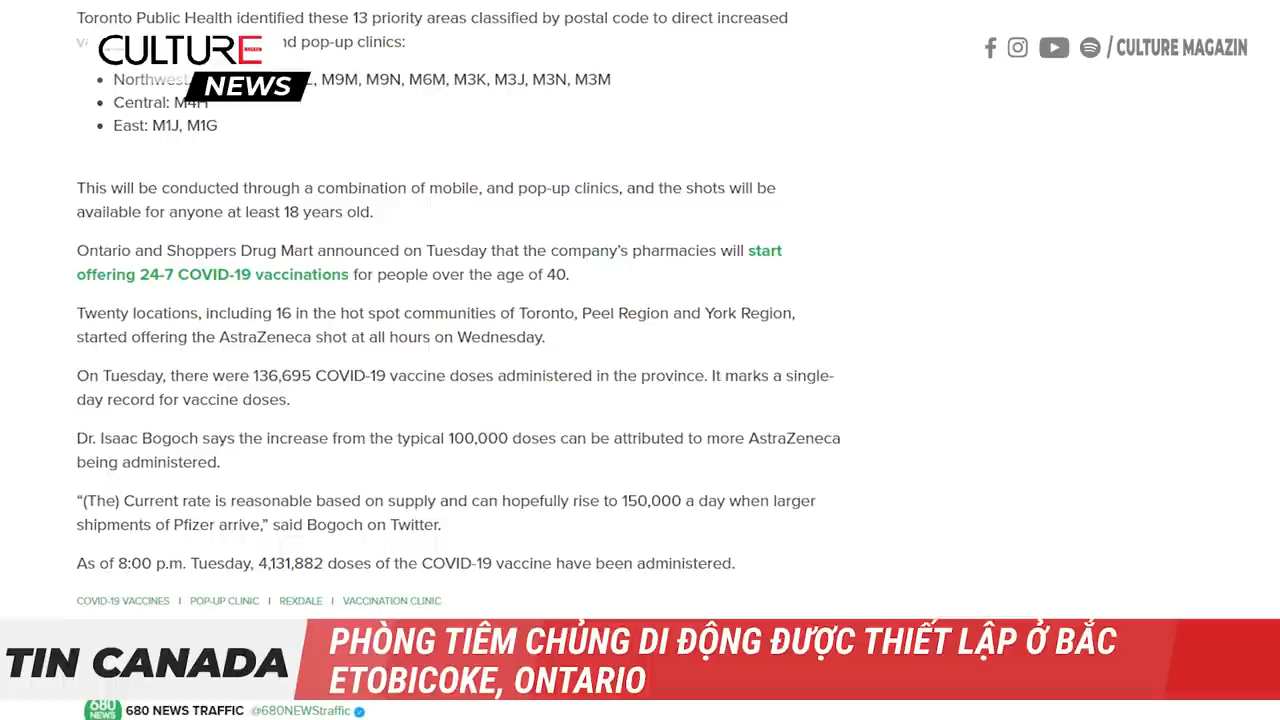 Toronto Public Health identified these 13 priority areas classified by postal code to direct increased
nd pop-up clinics:
CULTURE
NEWS
/ CULTURE MAGAZIN
Northwest: M9M, M9N, M6M, M3K, M3J, M3N, M3M
Central: M4H
East: M1J, M1G
This will be conducted through a combination of mobile, and pop-up clinics, and the shots will be
available for anyone at least 18 years old.
Ontario and Shoppers Drug Mart announced on Tuesday that the company's pharmacies will start
offering 24-7 COVID-19 vaccinations for people over the age of 40.
Twenty locations, including 16 in the hot spot communities of Toronto, Peel Region and York Region,
started offering the AstraZeneca shot at all hours on Wednesday.
On Tuesday, there were 136,695 COVID-19 vaccine doses administered in the province. It marks a single-
day record for vaccine doses.
Dr. Isaac Bogoch says the increase from the typical 100,000 doses can be attributed to more AstraZeneca
being administered.
“(The) Current rate is reasonable based on supply and can hopefully rise to 150,000 a day when larger
shipments of Pfizer arrive,” said Bogoch on Twitter.
As of 8:00 p.m. Tuesday, 4,131,882 doses of the COVID-19 vaccine have been administered.
COVID-19 VACCINES | POP-UP CLINIC | REXDALE | VACCINATION CLINIC
TIN CANADA
PHÒNG TIÊM CHỦNG DI ĐỘNG ĐƯỢC THIẾT LẬP Ở BẮC
ETOBICOKE, ONTARIO
680 NEWS
680 NEWS TRAFFIC @680NEWStraffic